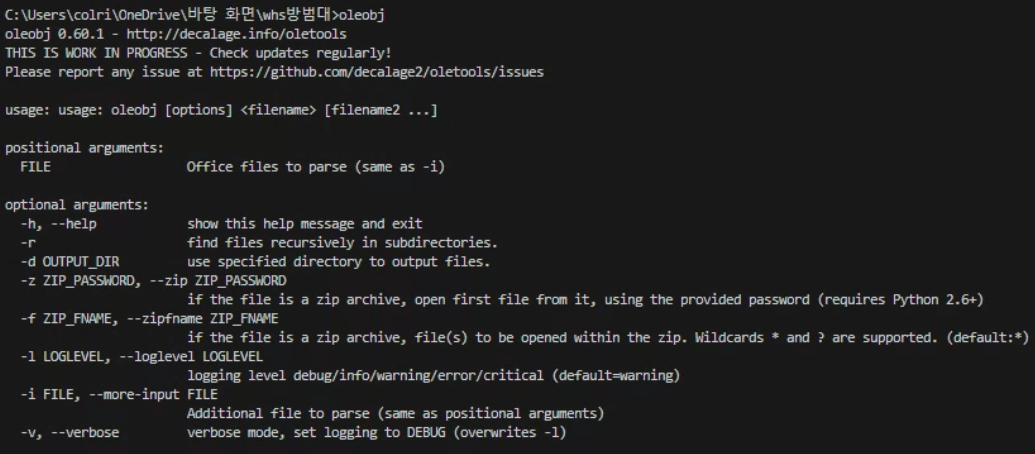 C:\Users\colri\OneDrive\바탕 화면\whs방범대>oleobj
oleobj 0.60.1 - http://decalage.info/oletools
THIS IS WORK IN PROGRESS - Check updates regularly!
Please report any issue at https://github.com/decalage2/oletools/issues

usage: usage: oleobj [options] <filename> [filename2 ...]

positional arguments:
  FILE                  Office files to parse (same as -i)

optional arguments:
  -h, --help            show this help message and exit
  -r                    find files recursively in subdirectories.
  -d OUTPUT_DIR         use specified directory to output files.
  -z ZIP_PASSWORD, --zip ZIP_PASSWORD
                        if the file is a zip archive, open first file from it, using the provided password (requires Python 2.6+)
  -f ZIP_FNAME, --zipfname ZIP_FNAME
                        if the file is a zip archive, file(s) to be opened within the zip. Wildcards * and ? are supported. (default:*)
  -l LOGLEVEL, --loglevel LOGLEVEL
                        logging level debug/info/warning/error/critical (default=warning)
  -i FILE, --more-input FILE
                        Additional file to parse (same as positional arguments)
  -v, --verbose         verbose mode, set logging to DEBUG (overwrites -l)